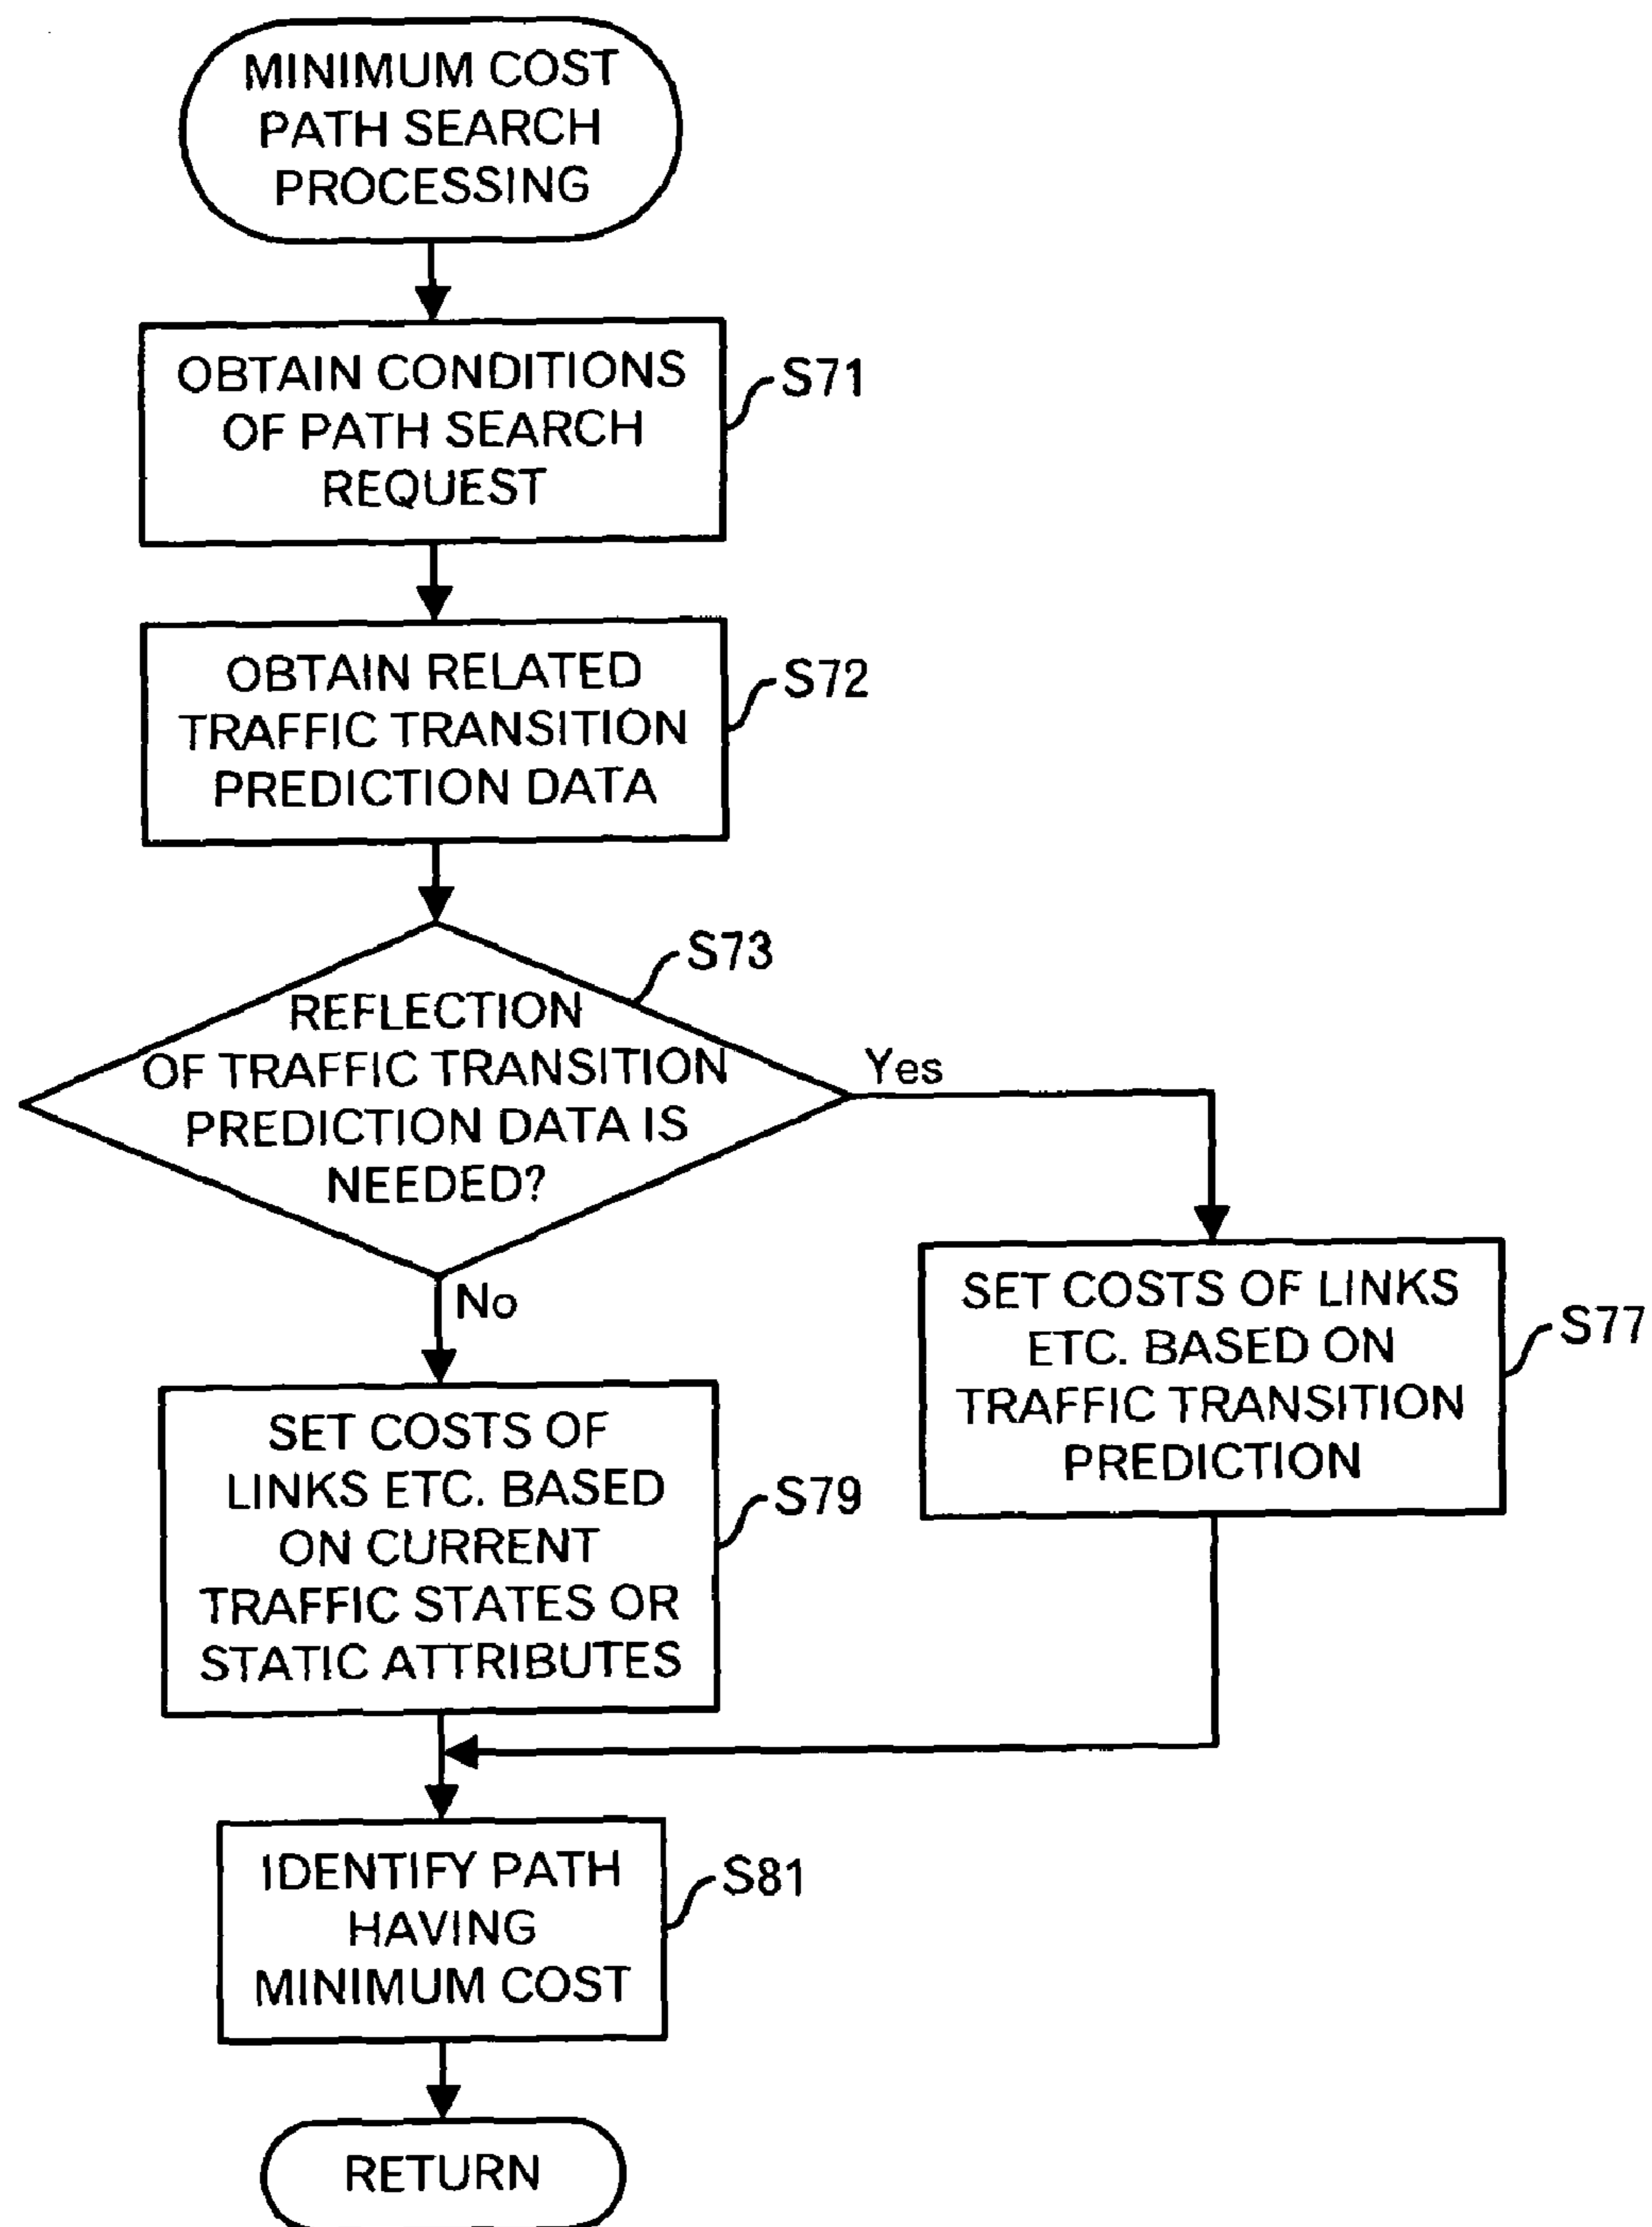 MINIMUM COST
PATH SEARCH
PROCESSING
OBTAIN CONDITIONS
OF PATH SEARCH
REQUEST
S71
OBTAIN RELATED
TRAFFIC TRANSITION
PREDICTION DATA
S72
S73
REFLECTION
OF TRAFFIC TRANSITION
PREDICTION DATA IS
NEEDED?
Yes
No
SET COSTS OF LINKS
ETC. BASED ON
TRAFFIC TRANSITION
PREDICTION
S77
SET COSTS OF
LINKS ETC. BASED
ON CURRENT
TRAFFIC STATES OR
STATIC ATTRIBUTES
S79
IDENTIFY PATH
HAVING
MINIMUM COST
S81
RETURN